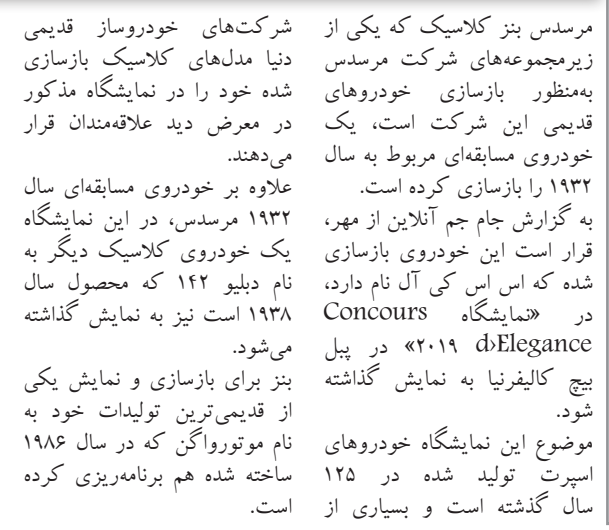 مرسدس بنز کلاسیک که یکی از
زیرمجموعه‌های شرکت مرسدس
به‌منظور بازسازی خودروهای
قدیمی این شرکت است، یک
خودروی مسابقه‌ای مربوط به سال
۱۹۳۲ را بازسازی کرده است.
به گزارش جام جم آنلاین از مهر،
قرار است این خودروی بازسازی
شده که اس اس کی آل نام دارد،
در «نمایشگاه Concours
d›Elegance ۲۰۱۹» در پبل
بیچ کالیفرنیا به نمایش گذاشته
شود.
موضوع این نمایشگاه خودروهای
اسپرت تولید شده در ۱۲۵
سال گذشته است و بسیاری از
شرکت‌های خودروساز قدیمی
دنیا مدل‌های کلاسیک بازسازی
شده خود را در نمایشگاه مذکور
در معرض دید علاقه‌مندان قرار
می‌دهند.
علاوه بر خودروی مسابقه‌ای سال
۱۹۳۲ مرسدس، در این نمایشگاه
یک خودروی کلاسیک دیگر به
نام دبلیو ۱۴۲ که محصول سال
۱۹۳۸ است نیز به نمایش گذاشته
می‌شود.
بنز برای بازسازی و نمایش یکی
از قدیمی‌ترین تولیدات خود به
نام موتورواگن که در سال ۱۹۸۶
ساخته شده هم برنامه‌ریزی کرده
است.